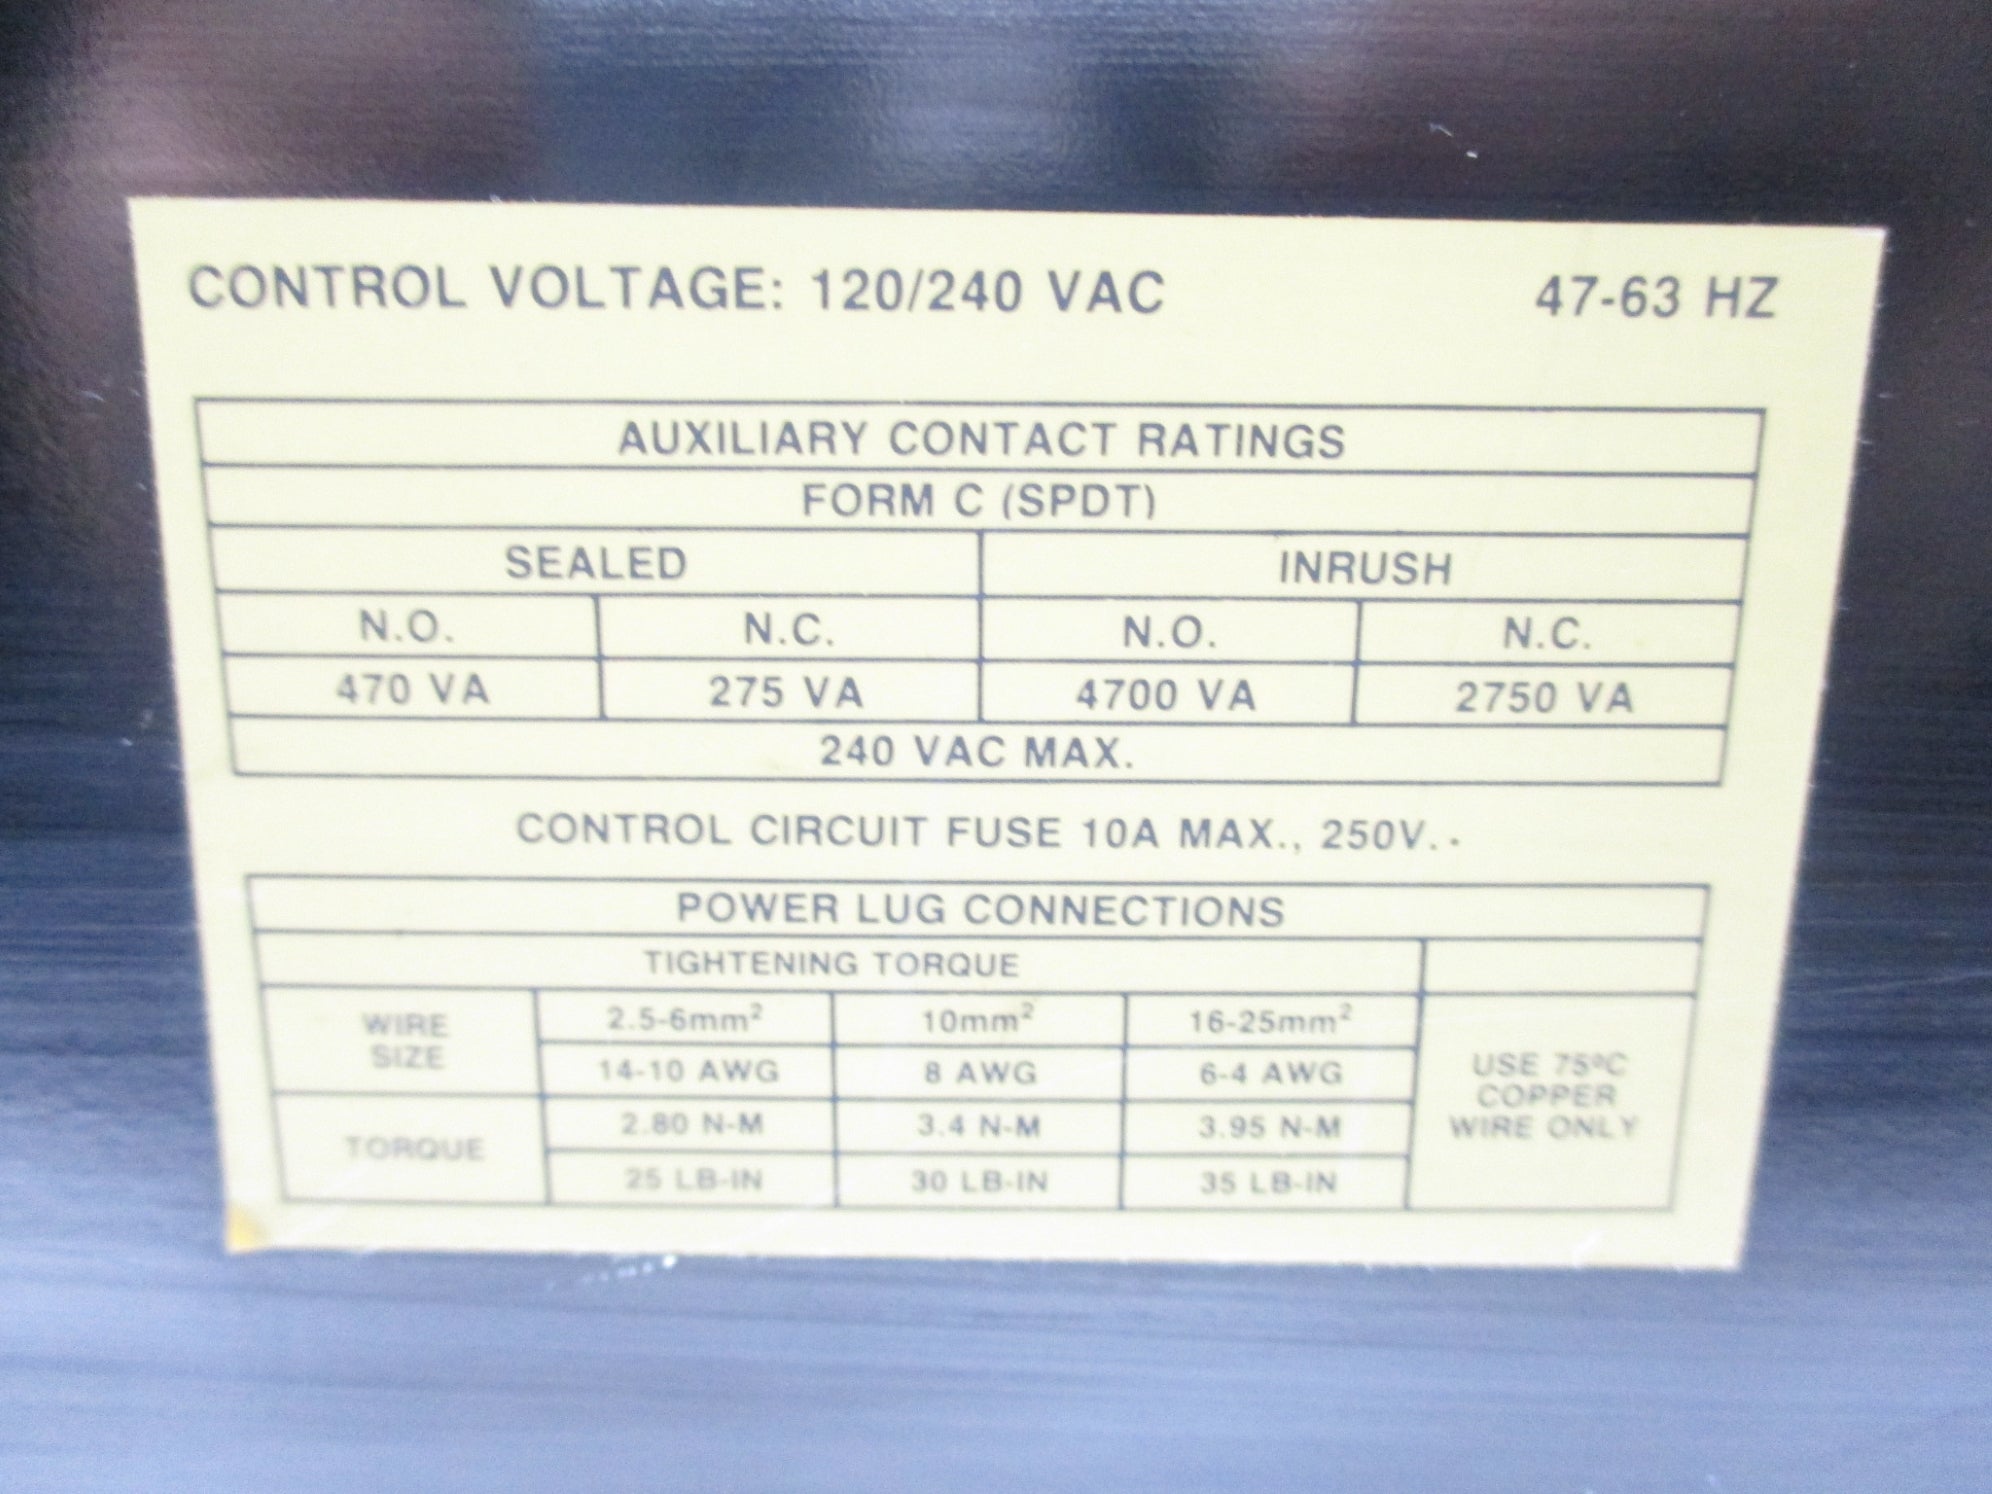 CONTROL VOLTAGE: 120/240 VAC 47-63 HZ
AUXILIARY CONTACT RATINGS
FORM C (SPDT)
SEALED INRUSH
N.O. N.C. N.O. N.C.
470 VA 275 VA 4700 VA 2750 VA
240 VAC MAX.
CONTROL CIRCUIT FUSE 10A MAX., 250V.
POWER LUG CONNECTIONS
TIGHTENING TORQUE
WIRE SIZE
2.5-6mm² 10mm² 16-25mm²
14-10 AWG 8 AWG 6-4 AWG
TORQUE
2.80 N-M 3.4 N-M 3.95 N-M
25 LB-IN 30 LB-IN 35 LB-IN
USE 75ºC
COPPER
WIRE ONLY